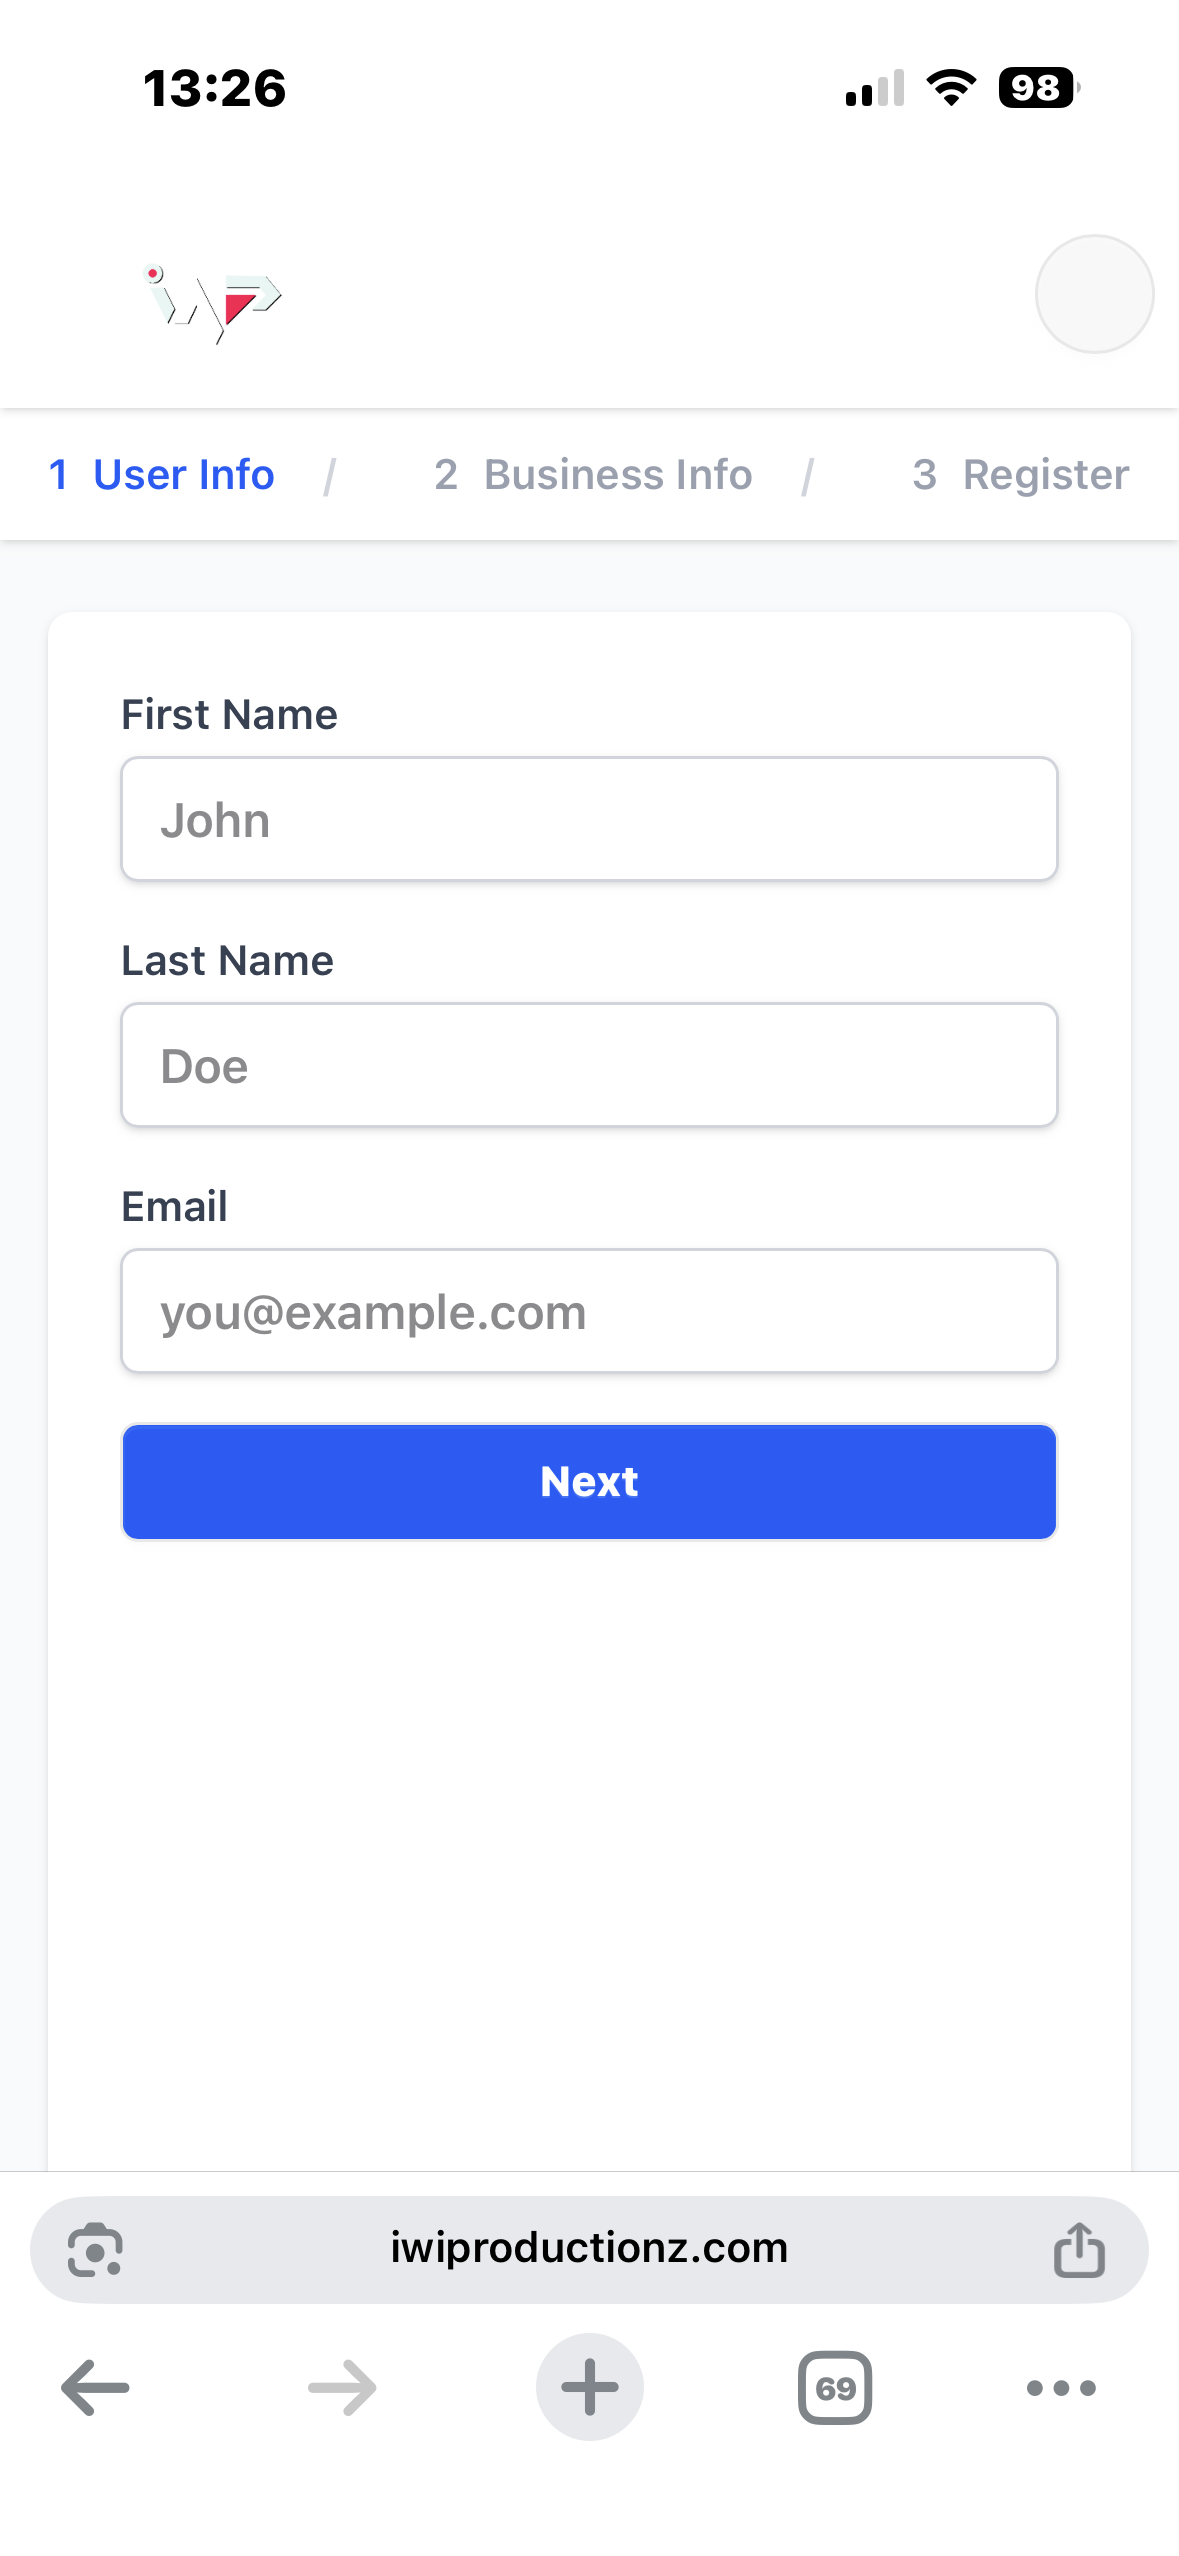 13:26
98
1 User Info / 2 Business Info / 3 Register
First Name
John
Last Name
Doe
Email
you@example.com
Next
iwiproductionz.com
69